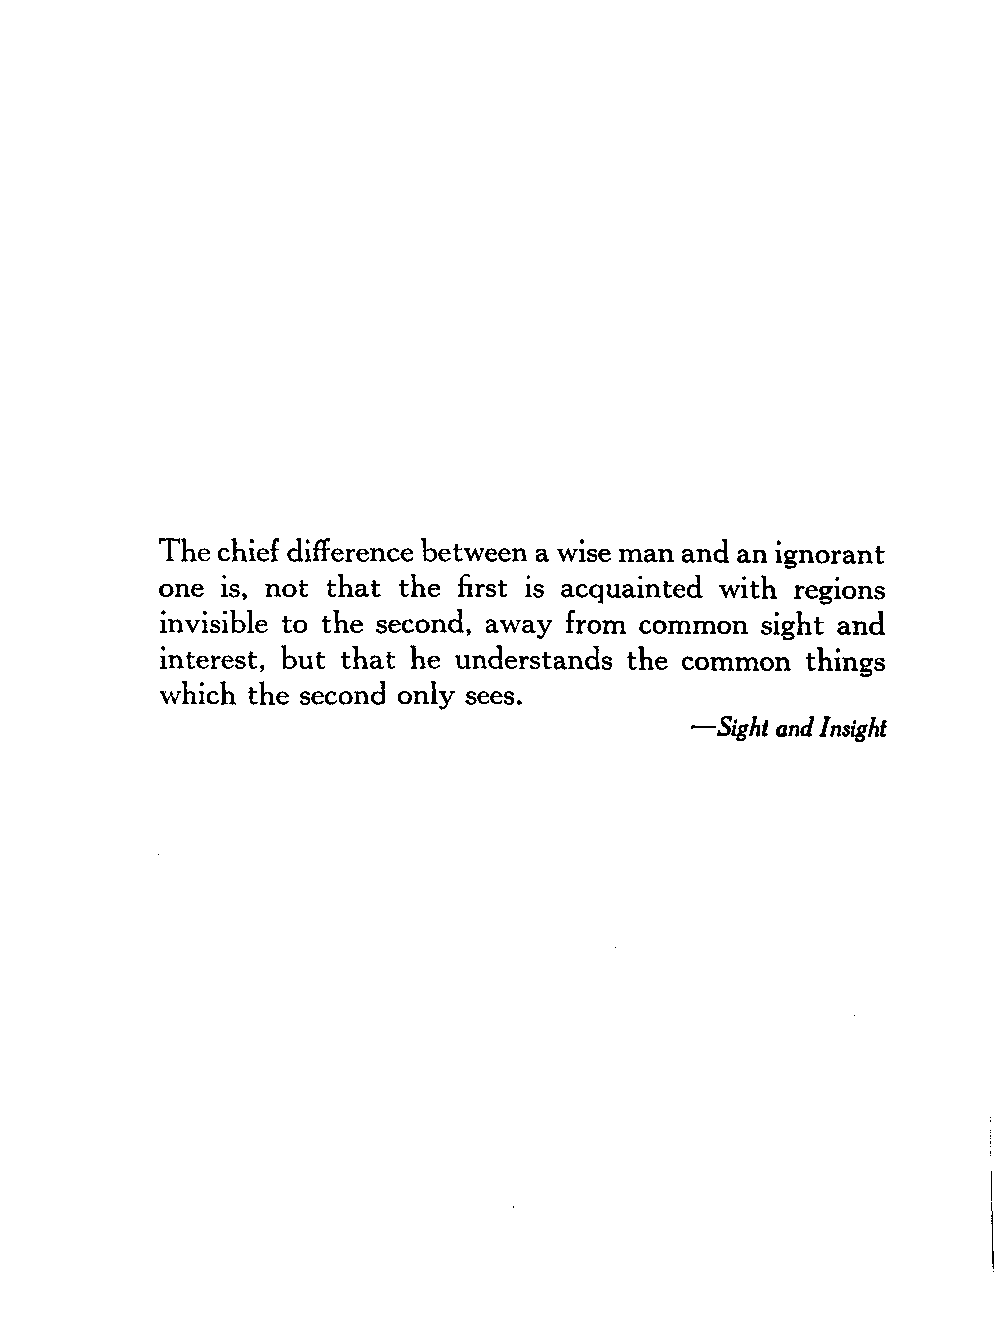 The chief difference between a wise man and an ignorant
one is, not that the first is acquainted with regions
invisible to the second, away from common sight and
interest, but that he understands the common things
which the second only sees.
—Sight and Insight